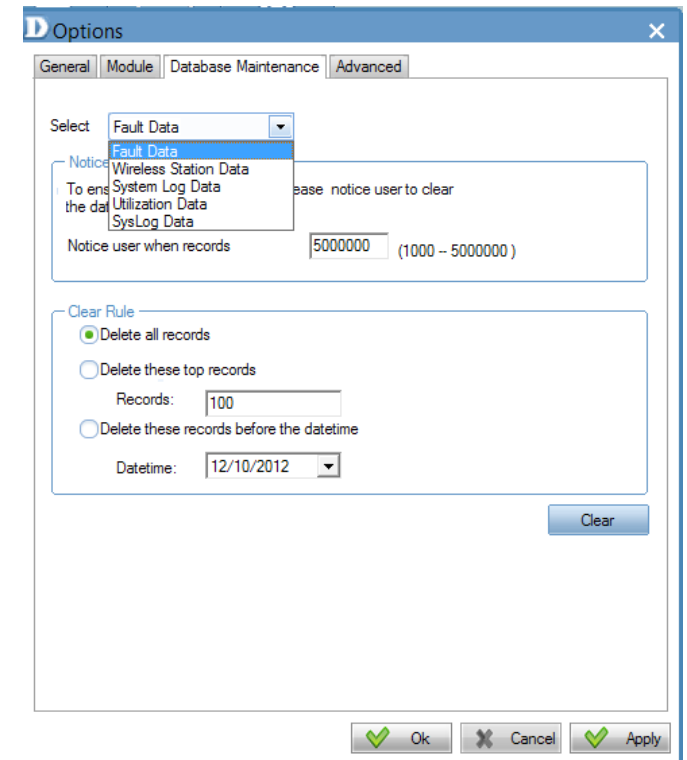 D Options
General Module Database Maintenance Advanced
Select Fault Data
Fault Data
Wireless Station Data
System Log Data
Utilization Data
SysLog Data
Notice
To ens ease notice user to clear
the dat
Notice user when records 5000000 (1000 -- 5000000 )
Clear Rule
Delete all records
Delete these top records
Records: 100
Delete these records before the datetime
Datetime: 12/10/2012
Clear
Ok Cancel Apply